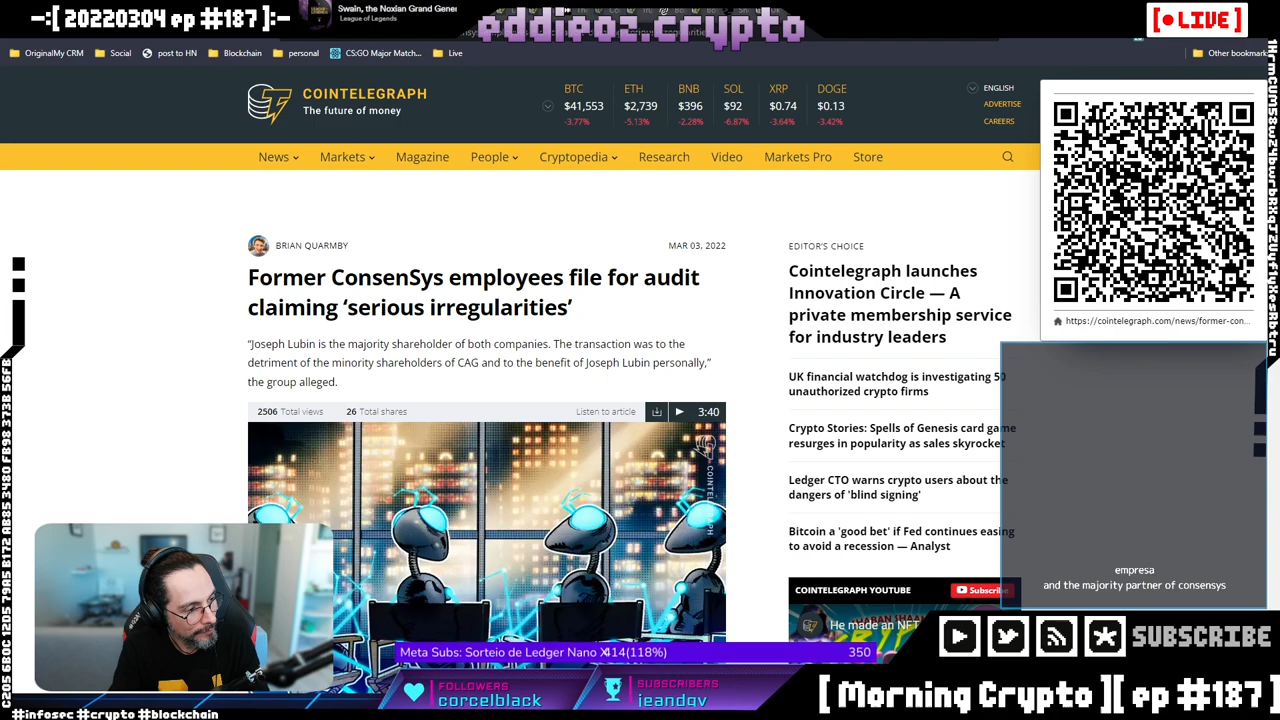 -:[ 20220304 ep #187 ]:-
Swain, the Noxian Grand Gener
League of Legends
eddieoz.crypto
[ LIVE ]
OriginalMy CRM
Social
post to HN
Blockchain
personal
CS:GO Major Match...
Live
Other bookmark
COINTELEGRAPH
The future of money
BTC ETH BNB SOL XRP DOGE
$41,553 $2,739 $396 $92 $0.74 $0.13
-3.77% -5.13% -2.28% -6.87% -3.64% -3.42%
ENGLISH
ADVERTISE
CAREERS
News Markets Magazine People Cryptopedia Research Video Markets Pro Store
BRIAN QUARMBY
MAR 03, 2022
Former ConsenSys employees file for audit
claiming ‘serious irregularities’
“Joseph Lubin is the majority shareholder of both companies. The transaction was to the
detriment of the minority shareholders of CAG and to the benefit of Joseph Lubin personally,”
the group alleged.
2506 Total views 26 Total shares Listen to article 3:40
COINTELEGRAPH
EDITOR’S CHOICE
Cointelegraph launches
Innovation Circle — A
private membership service
for industry leaders
UK financial watchdog is investigating 50
unauthorized crypto firms
Crypto Stories: Spells of Genesis card game
resurges in popularity as sales skyrocket
Ledger CTO warns crypto users about the
dangers of 'blind signing'
Bitcoin a 'good bet' if Fed continues easing
to avoid a recession — Analyst
COINTELEGRAPH YOUTUBE
Subscribe
He made an NFT
https://cointelegraph.com/news/former-con...
empresa
and the majority partner of consensys
Meta Subs: Sorteio de Ledger Nano X
414(118%)
350
FOLLOWERS
corcelblack
SUBSCRIBERS
jeandgv
SUBSCRIBE
[ Morning Crypto ][ ep #187 ]
#infosec #crypto #blockchain